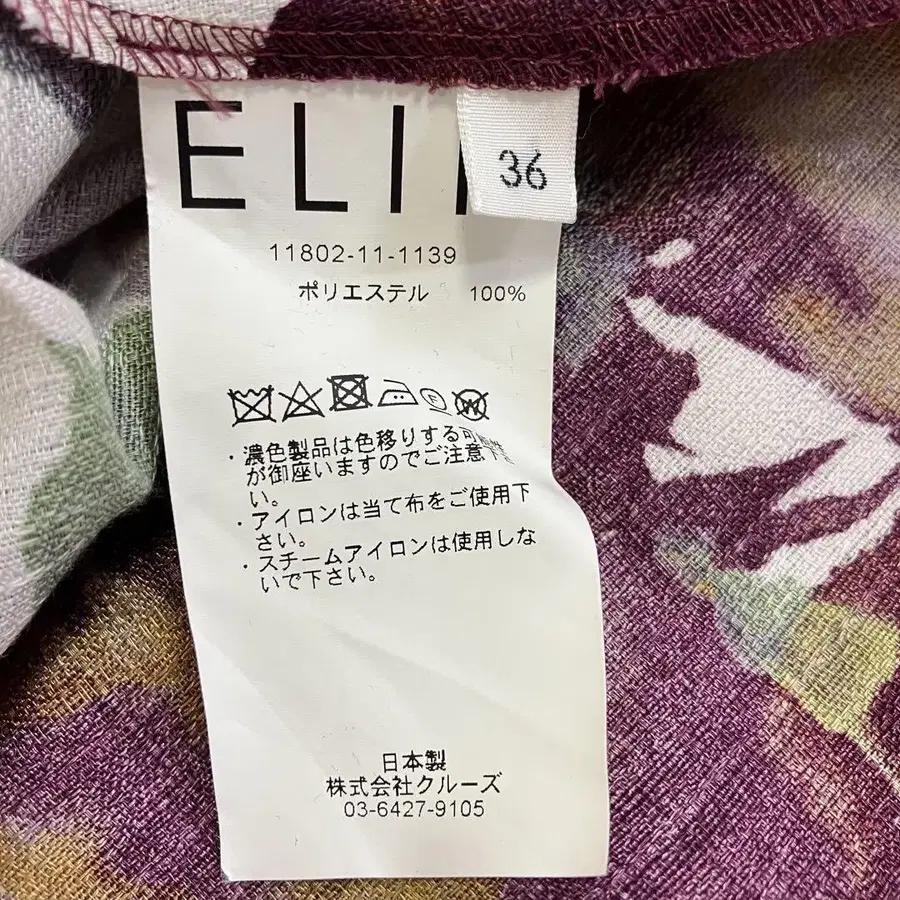 ELI
36
11802-11-1139
ポリエステル 100%
・濃色製品は色移りする可能性
が御座いますのでご注意下さ
い。
・アイロンは当て布をご使用下
さい。
・スチームアイロンは使用しな
いで下さい。
日本製
株式会社クルーズ
03-6427-9105